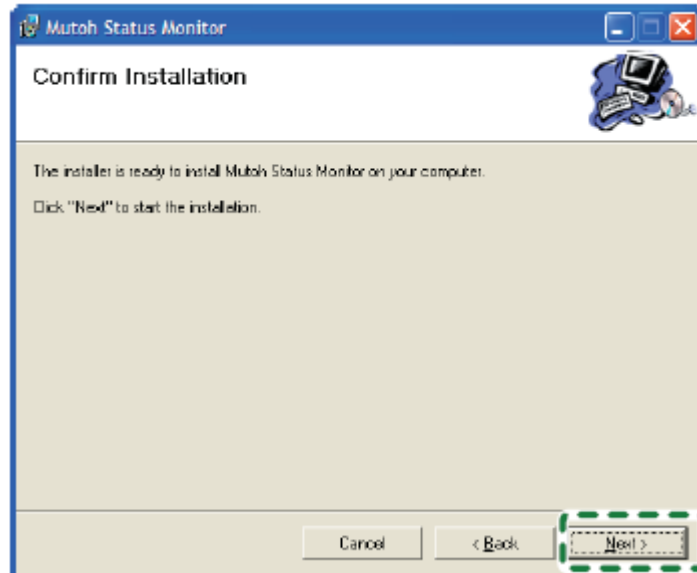 Mutoh Status Monitor
Confirm Installation
The installer is ready to install Mutoh Status Monitor on your computer.
Click "Next" to start the installation.
Cancel
< Back
Next >